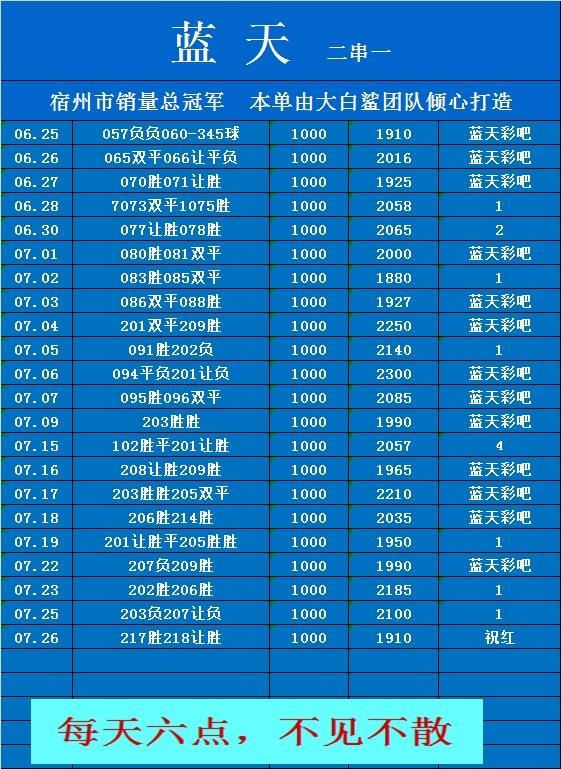 蓝 天 二串一
宿州市销量总冠军 本单由大白鲨团队倾心打造
06.25 057负负060-345球 1000 1910 蓝天彩吧
06.26 065双平066让平负 1000 2016 蓝天彩吧
06.27 070胜071让胜 1000 1925 蓝天彩吧
06.28 7073双平1075胜 1000 2058 1
06.30 077让胜078胜 1000 2065 2
07.01 080胜081双平 1000 2000 蓝天彩吧
07.02 083胜085双平 1000 1880 1
07.03 086双平088胜 1000 1927 蓝天彩吧
07.04 201双平209胜 1000 2250 蓝天彩吧
07.05 091胜202负 1000 2140 1
07.06 094平负201让负 1000 2300 蓝天彩吧
07.07 095胜096双平 1000 2085 蓝天彩吧
07.09 203胜胜 1000 1990 蓝天彩吧
07.15 102胜平201让胜 1000 2057 4
07.16 208让胜209胜 1000 1965 蓝天彩吧
07.17 203胜胜205双平 1000 2210 蓝天彩吧
07.18 206胜214胜 1000 2035 蓝天彩吧
07.19 201让胜平205胜胜 1000 1950 1
07.22 207负209胜 1000 1990 蓝天彩吧
07.23 202胜206胜 1000 2185 1
07.25 203负207让负 1000 2100 1
07.26 217胜218让胜 1000 1910 祝红
每天六点，不见不散